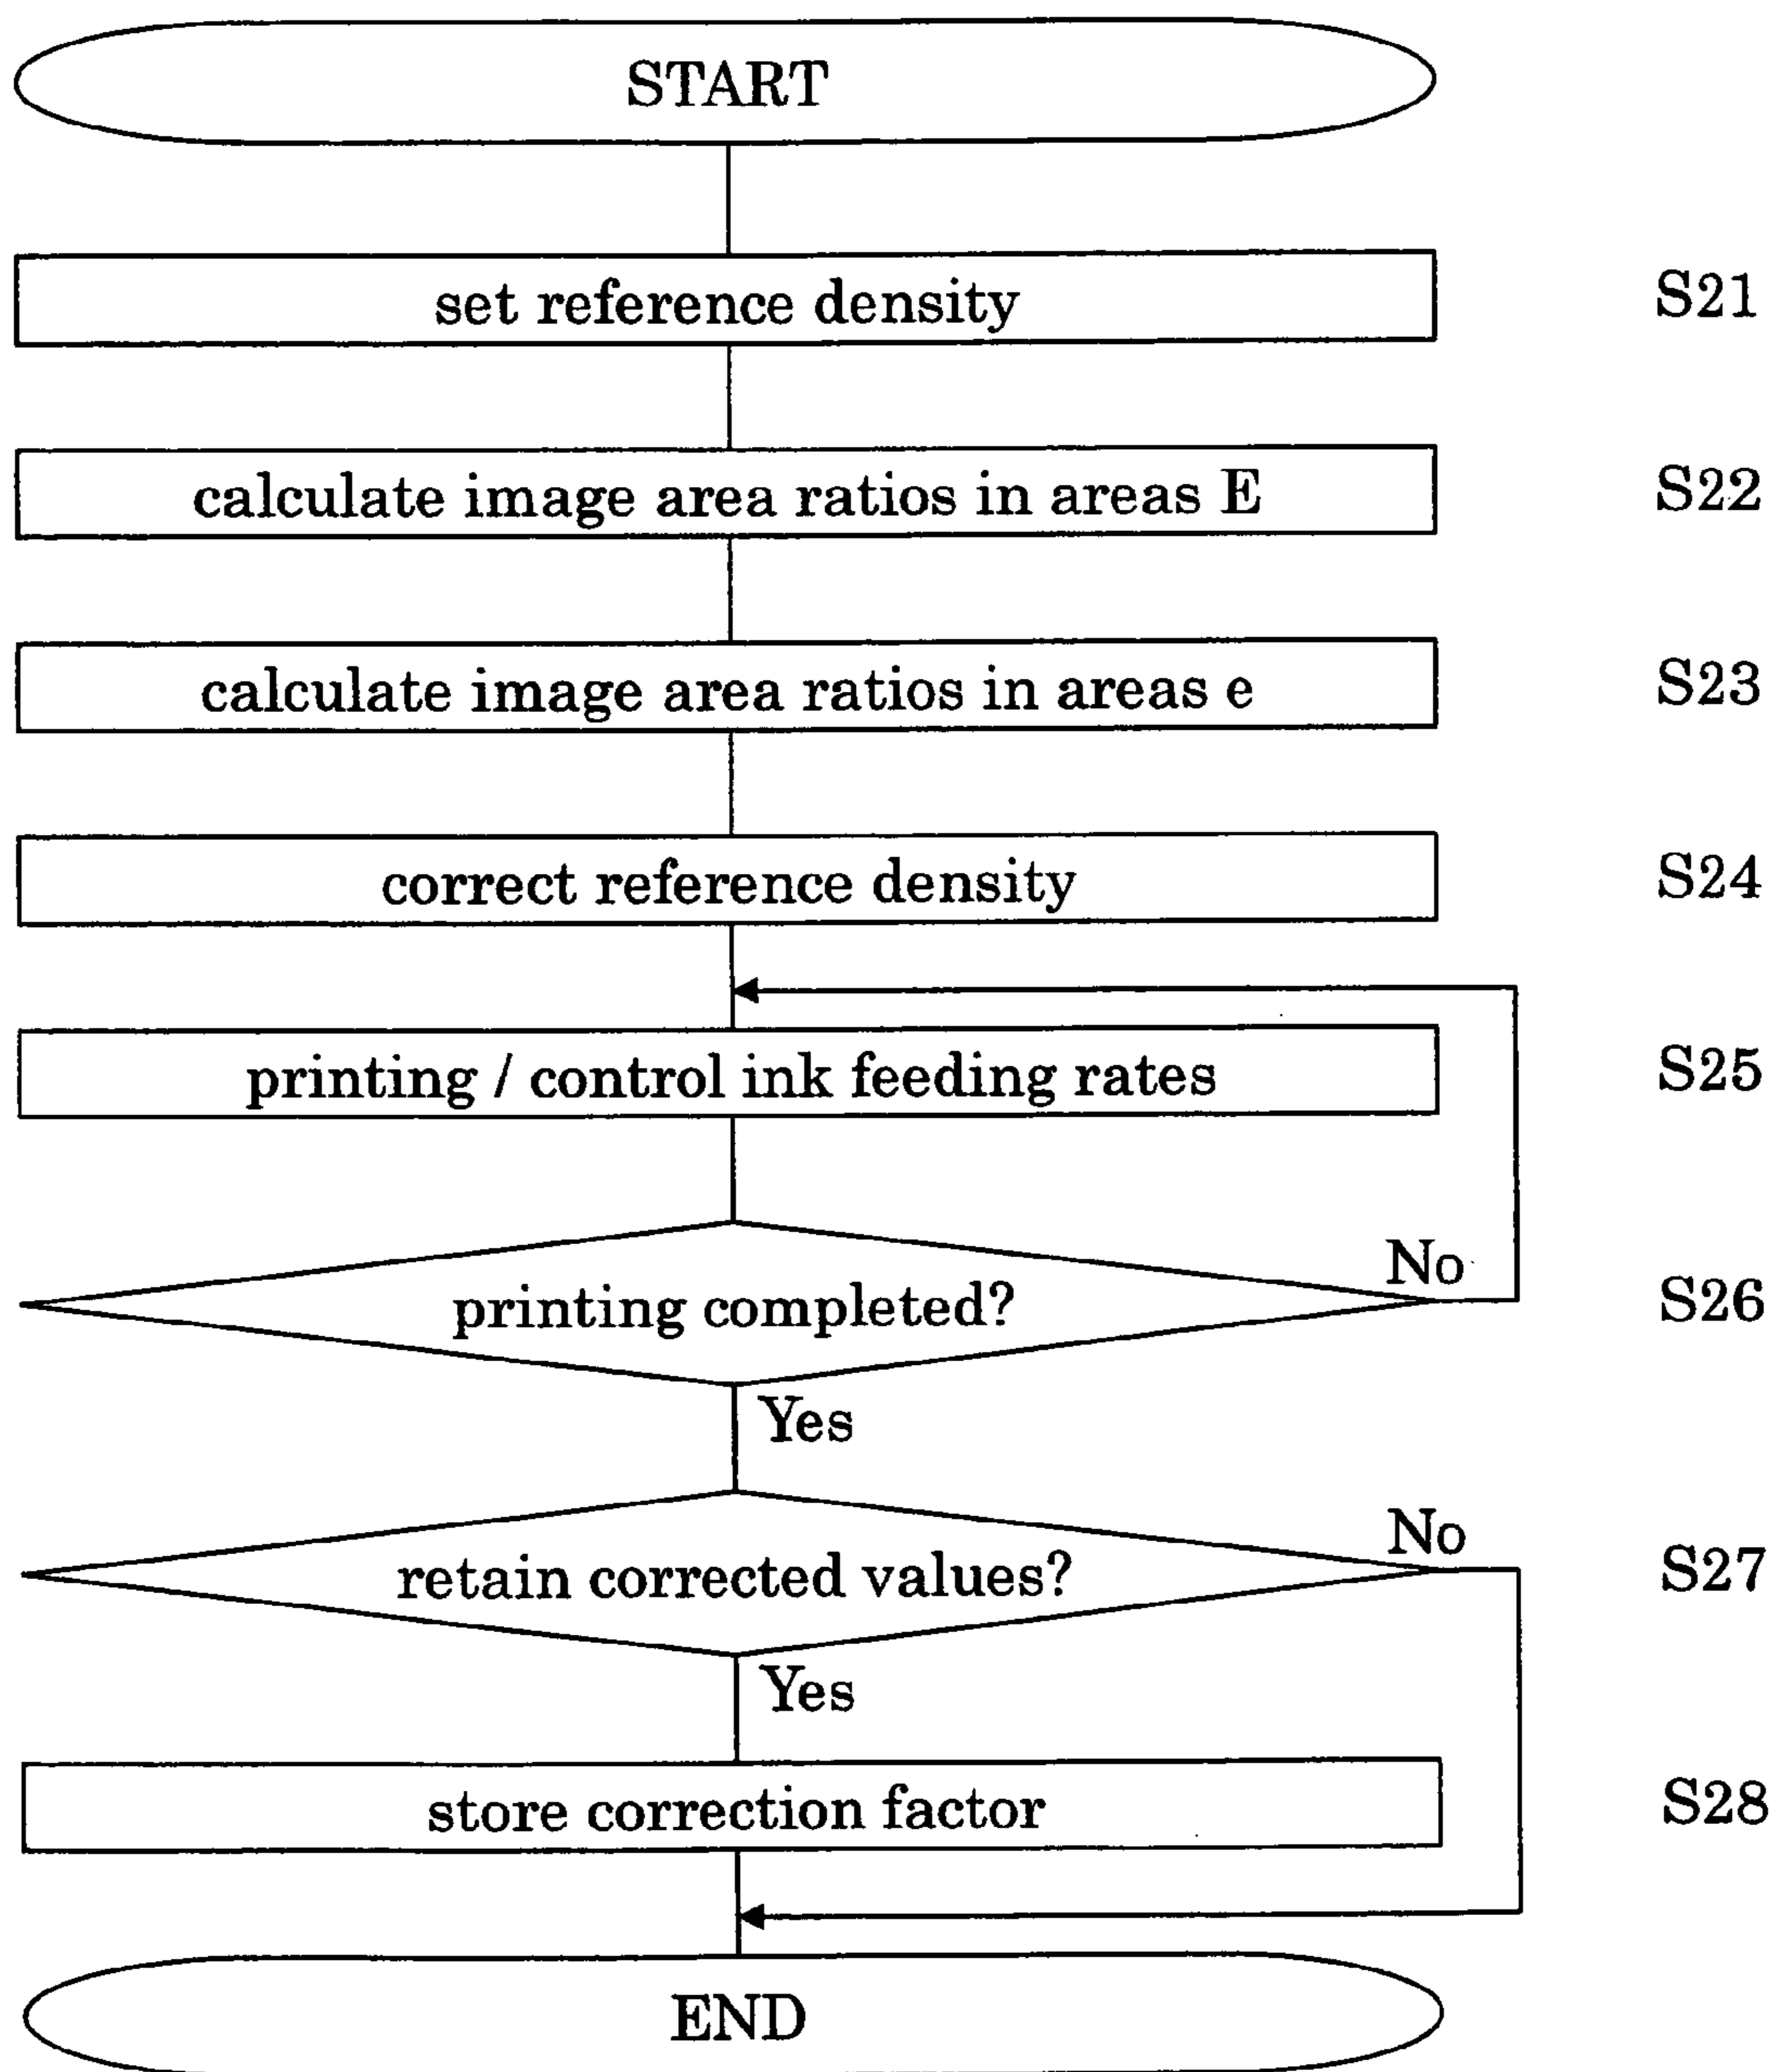 START
set reference density S21
calculate image area ratios in areas E S22
calculate image area ratios in areas e S23
correct reference density S24
printing / control ink feeding rates S25
No
printing completed? S26
Yes
No
retain corrected values? S27
Yes
store correction factor S28
END